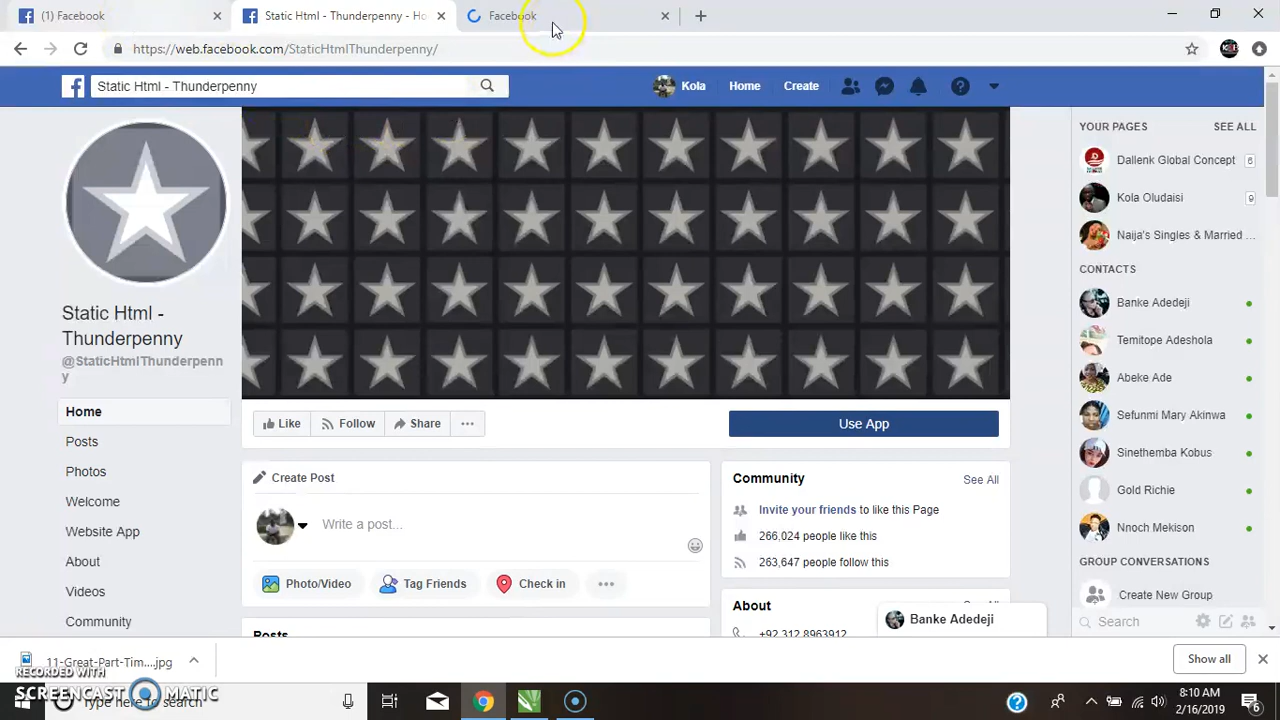 (1) Facebook
Static Html - Thunderpenny - Ho
Facebook
https://web.facebook.com/StaticHtmlThunderpenny/
Static Html - Thunderpenny
Kola
Home
Create
Static Html -
Thunderpenny
@StaticHtmlThunderpenn
y
Home
Posts
Photos
Welcome
Website App
About
Videos
Community
Like
Follow
Share
Use App
Create Post
Write a post...
Photo/Video
Tag Friends
Check in
Posts
Community
See All
Invite your friends to like this Page
266,024 people like this
263,647 people follow this
About
+92 312 8963912
YOUR PAGES
SEE ALL
Dallenk Global Concept
6
Kola Oludaisi
9
Naija's Singles & Married ...
CONTACTS
Banke Adedeji
Temitope Adeshola
Abeke Ade
Sefunmi Mary Akinwa
Sinethemba Kobus
Gold Richie
Nnoch Mekison
GROUP CONVERSATIONS
Create New Group
Search
Banke Adedeji
11-Great-Part-Tim....jpg
Show all
RECORDED WITH
SCREENCAST MATIC
Type here to search
8:10 AM
2/16/2019
6